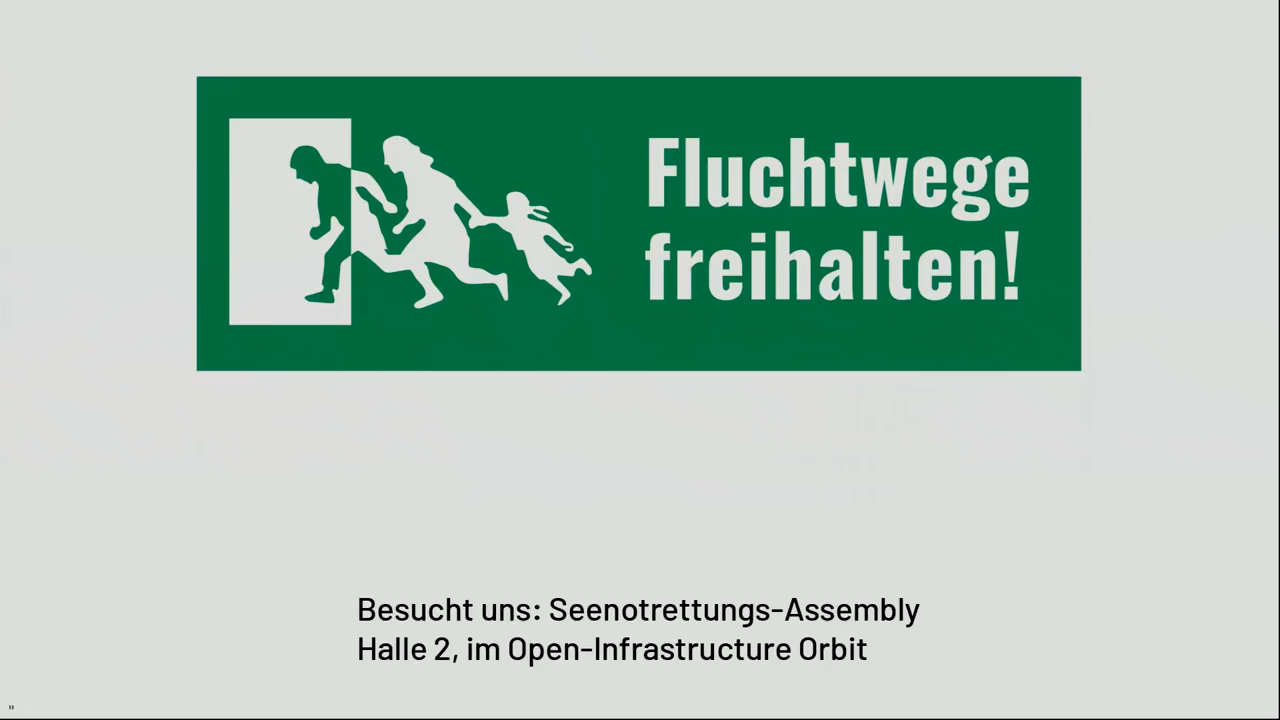 Fluchtwege
freihalten!
Besucht uns: Seenotrettungs-Assembly
Halle 2, im Open-Infrastructure Orbit
"